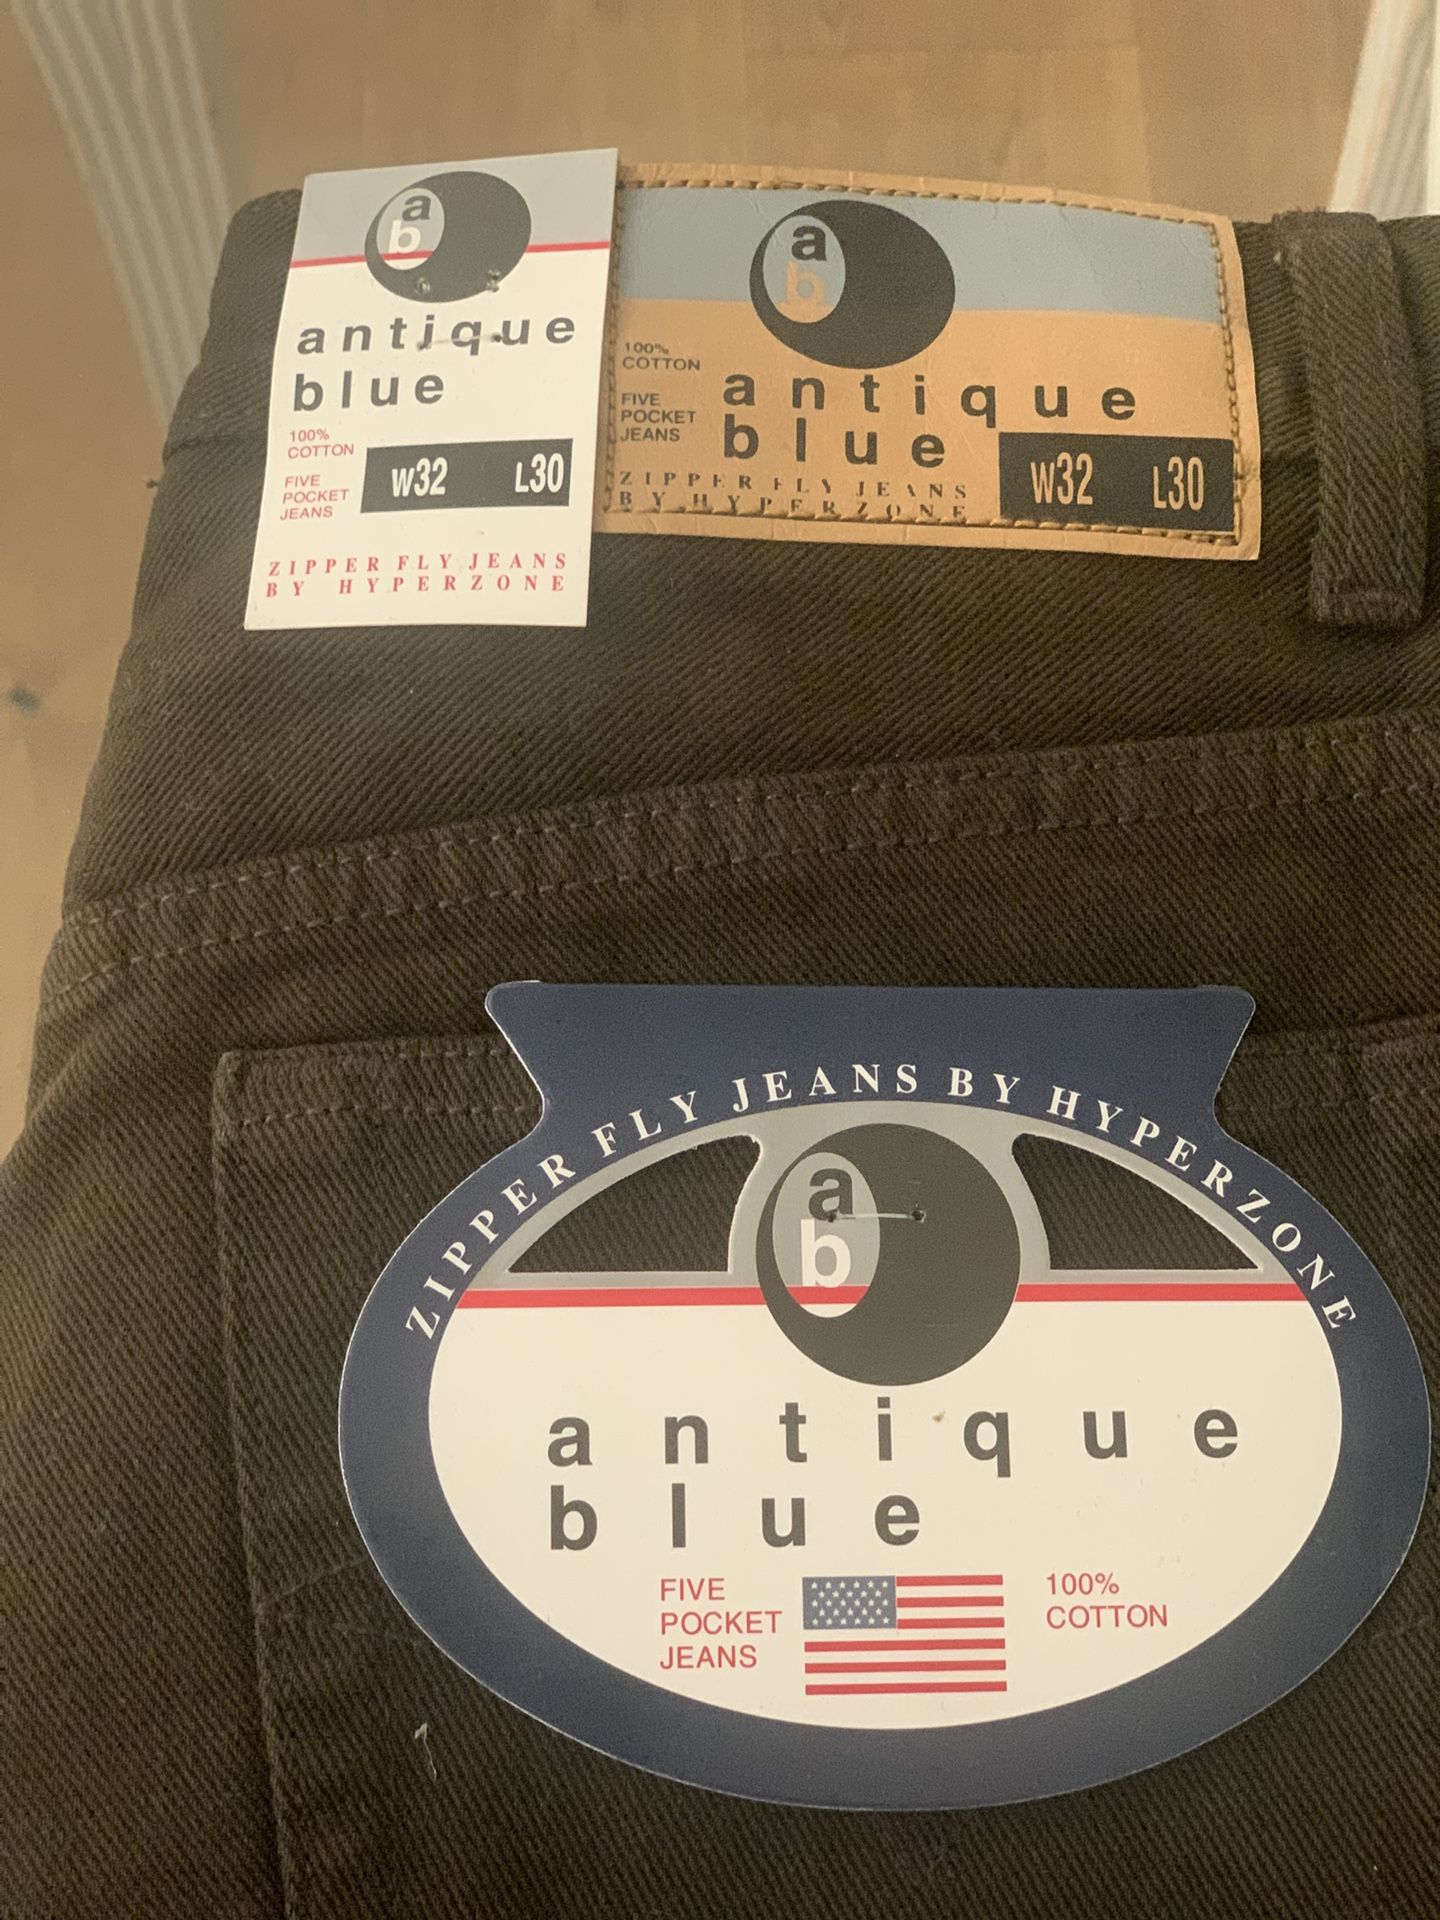 a
b
antique
blue
100%
COTTON
FIVE
POCKET
JEANS
W32 L30
ZIPPER FLY JEANS
BY HYPERZONE
a
b
100%
COTTON
FIVE
POCKET
JEANS
antique
blue
ZIPPER FLY JEANS
BY HYPERZONE
W32 L30
ZIPPER FLY JEANS BY HYPERZONE
a
b
antique
blue
FIVE
POCKET
JEANS
100%
COTTON